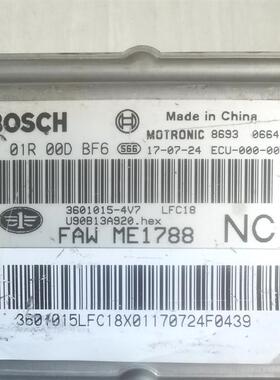 BOSCH
Made in China
MOTRONIC 8693 0664
01R 00D BF6 S66 17-07-24 ECU-000-00
3601015-4V7 LFC18
U90B13A920.hex
FAW ME1788 NC
3601015LFC18X01170724F0439